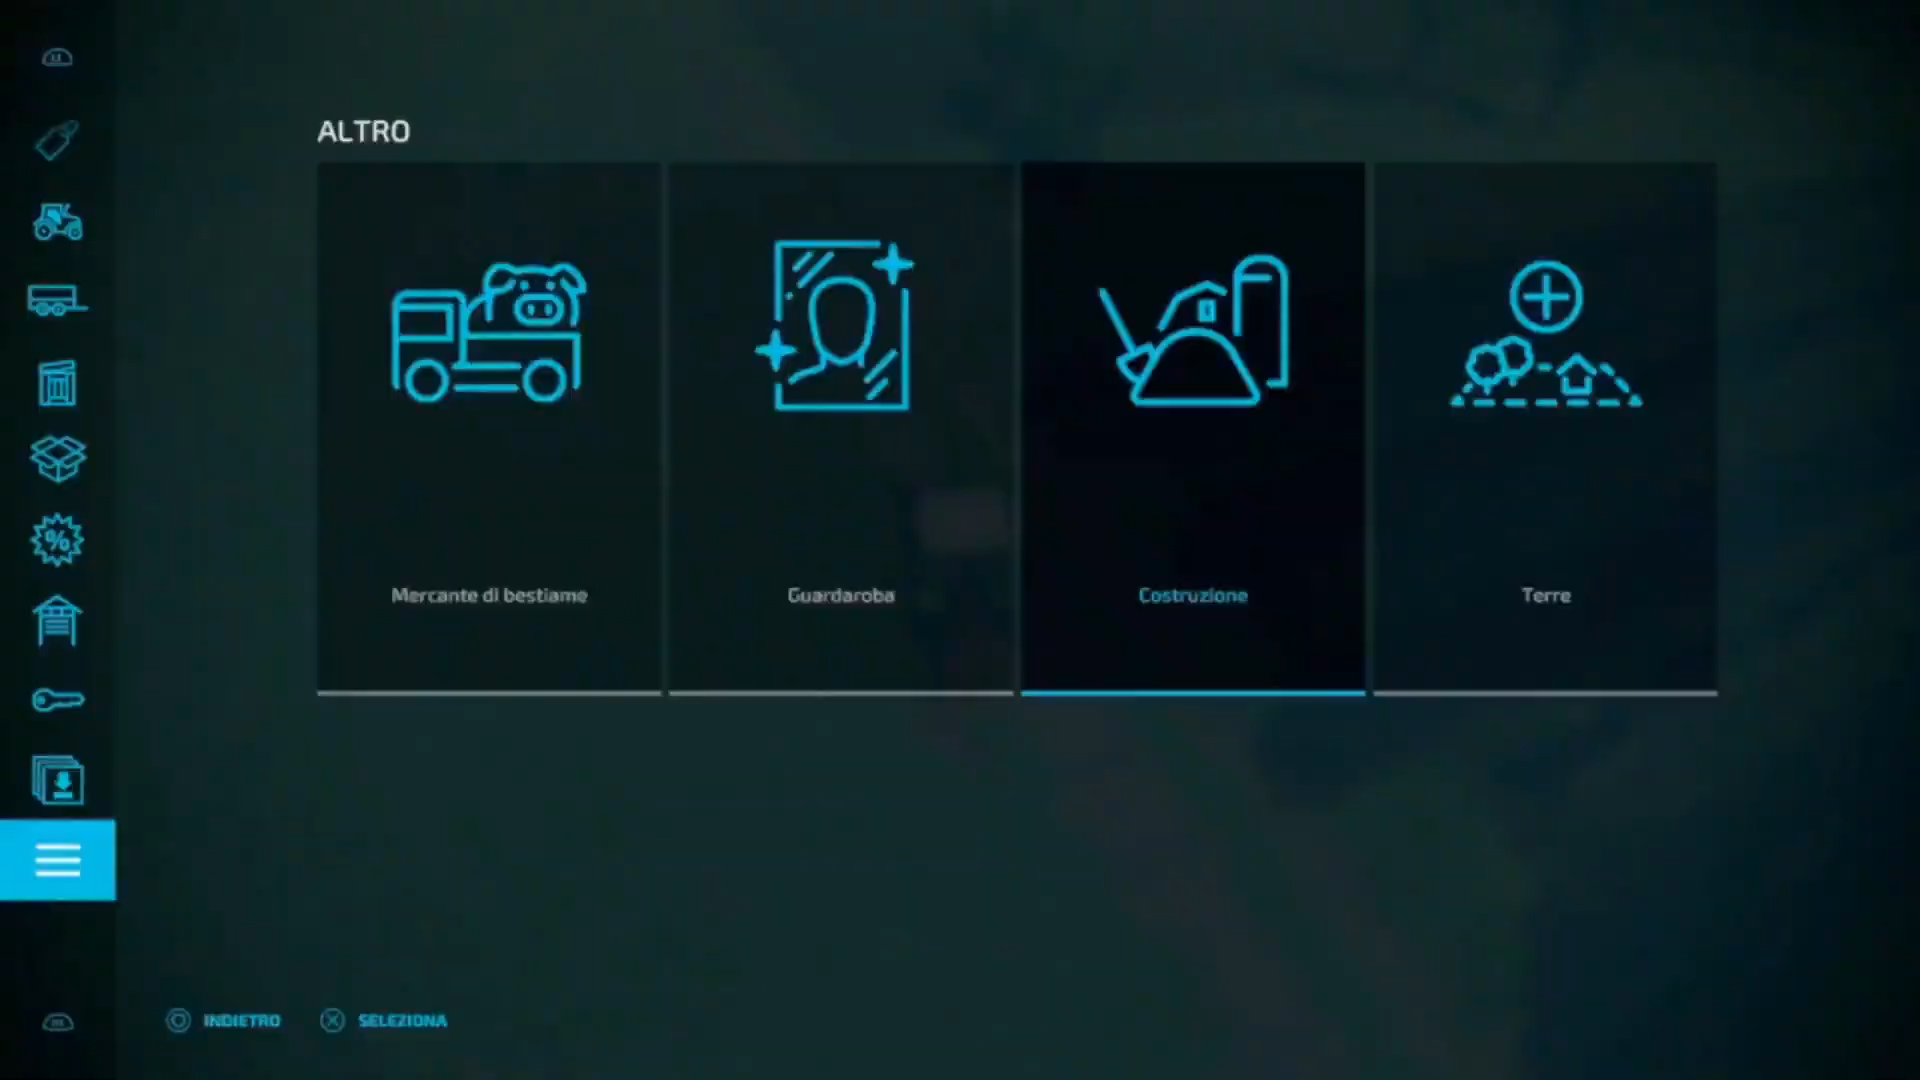 ALTRO
Mercante di bestiame
Guardaroba
Costruzione
Terre
%
INDIETRO
SELEZIONA